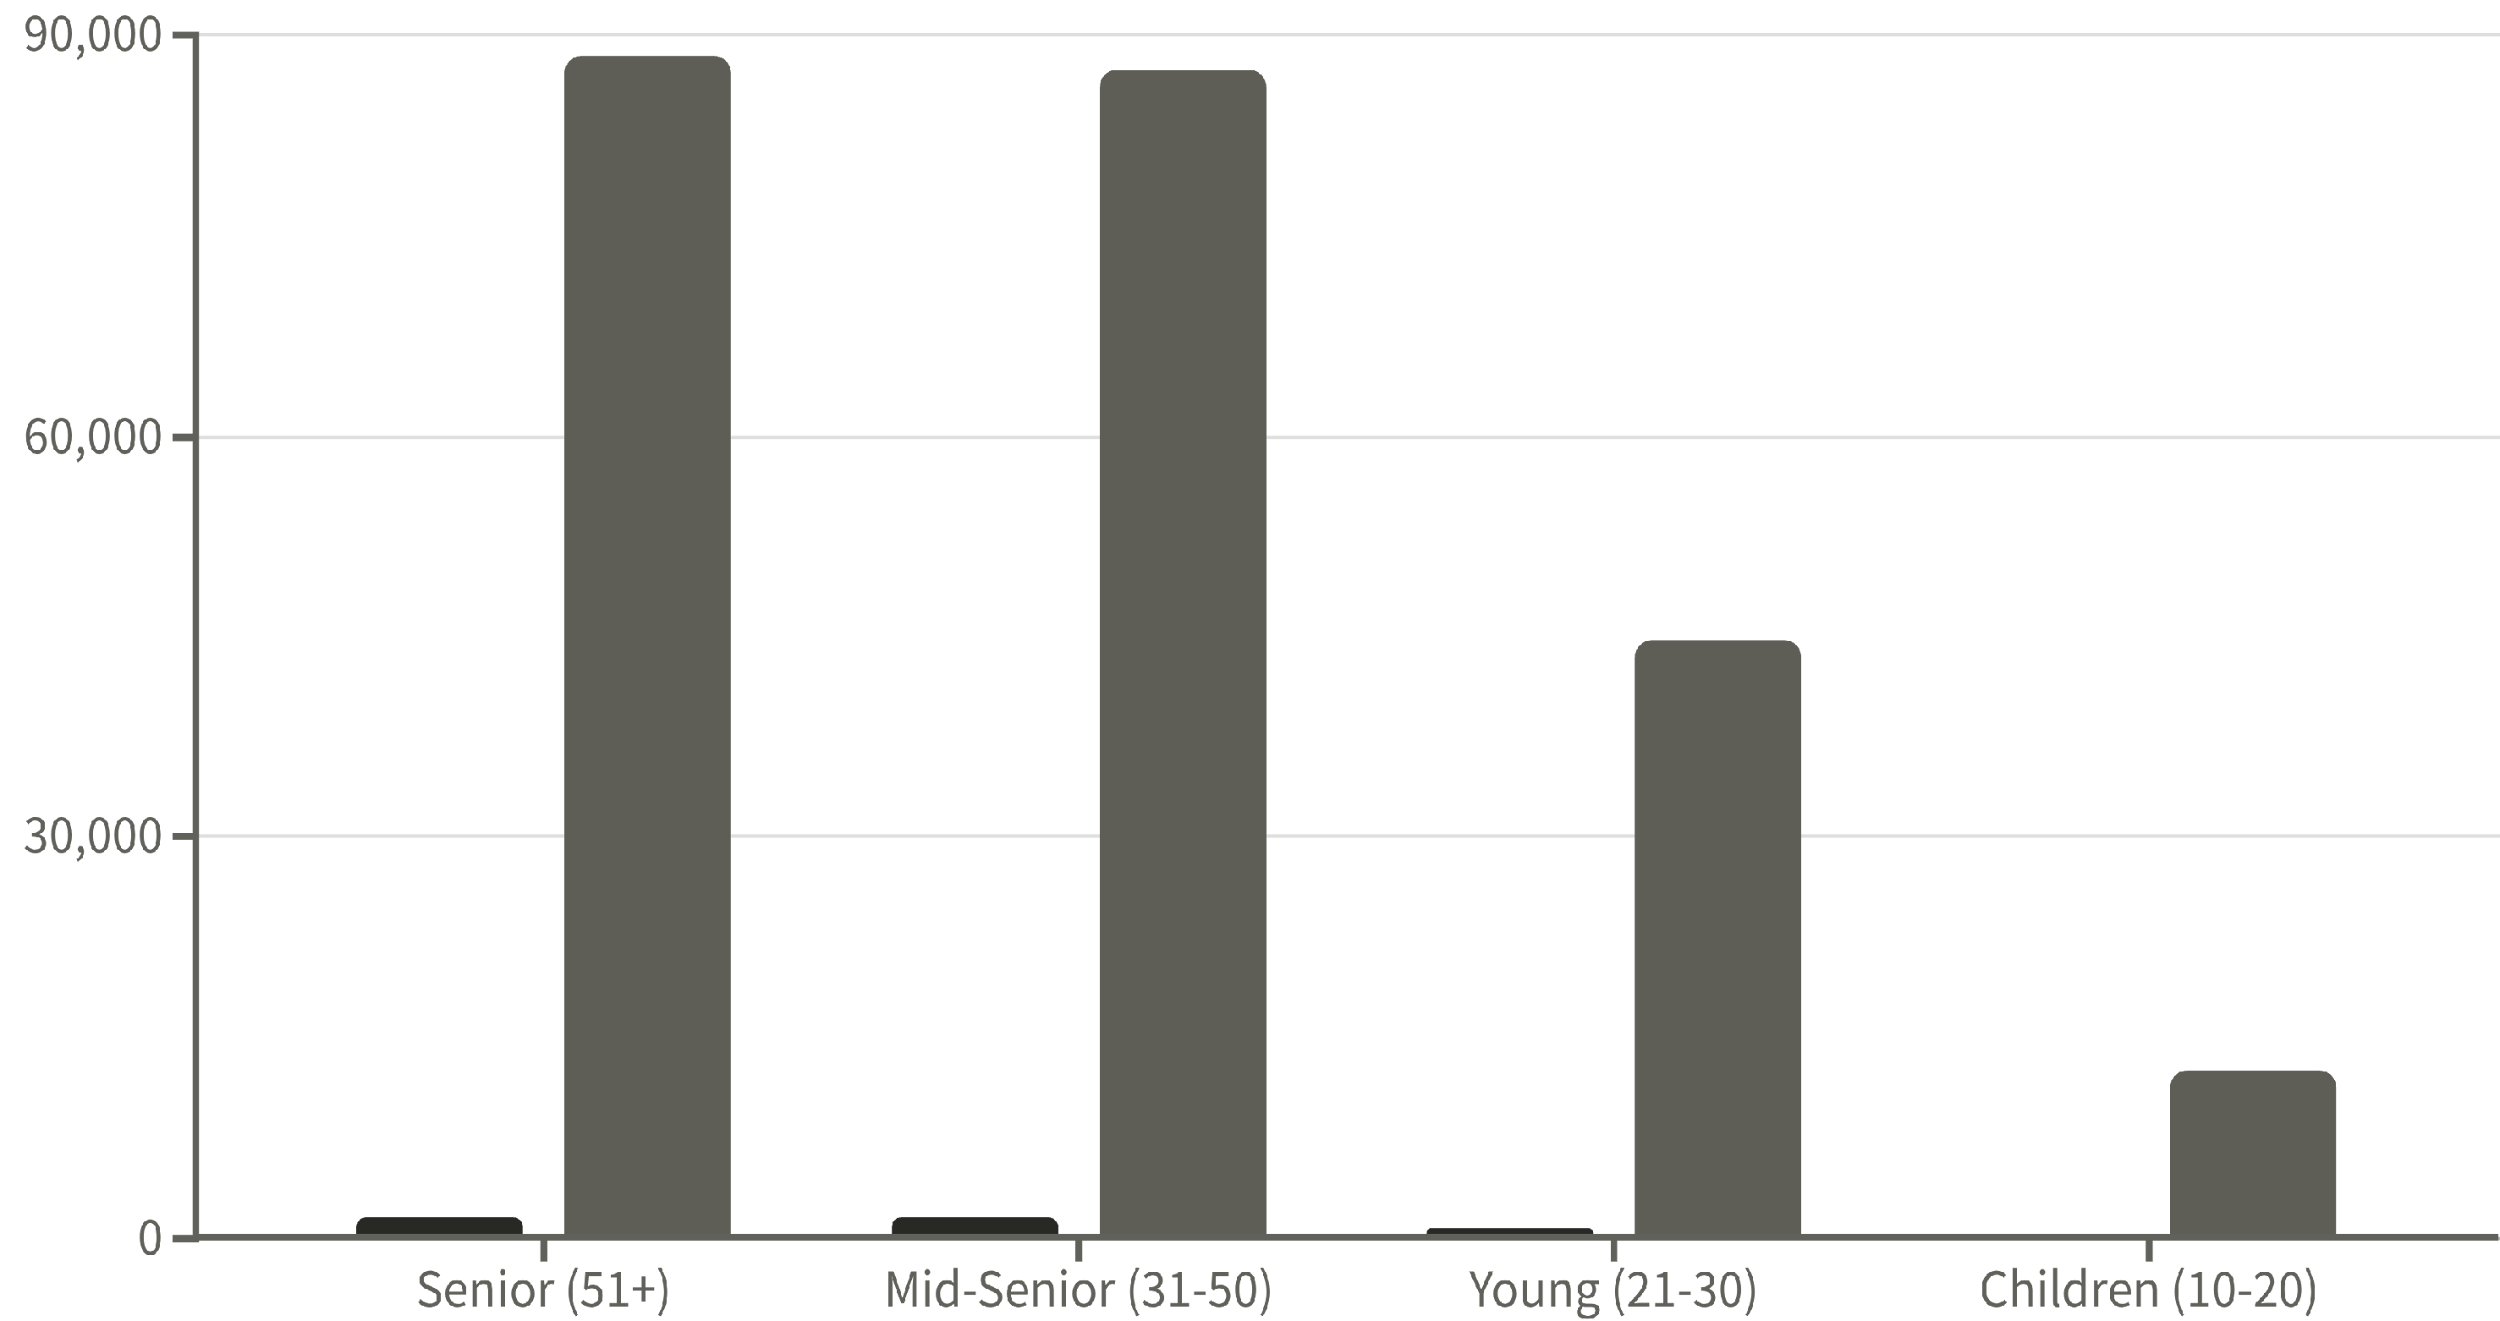 90,000
60,000
30,000
0
Senior (51+) Mid-Senior (31-50) Young (21-30) Children (10-20)